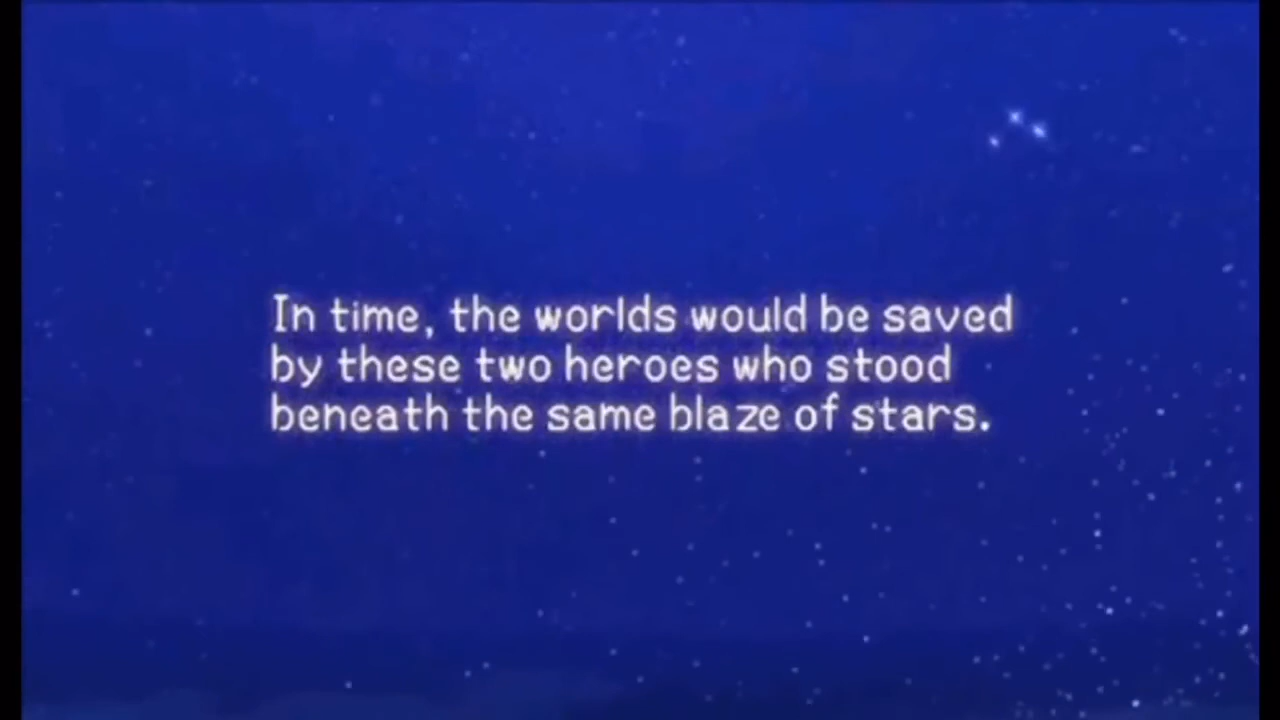 In time, the worlds would be saved
by these two heroes who stood
beneath the same blaze of stars.